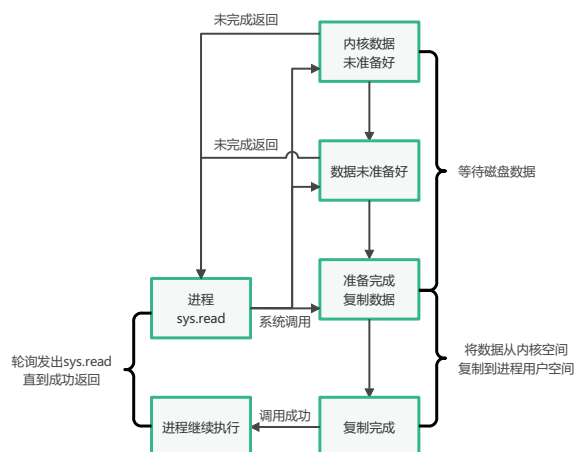 未完成返回
内核数据
未准备好
未完成返回
数据未准备好
等待磁盘数据
准备完成
复制数据
进程
sys.read
系统调用
轮询发出sys.read
直到成功返回
将数据从内核空间
复制到进程用户空间
进程继续执行
调用成功
复制完成